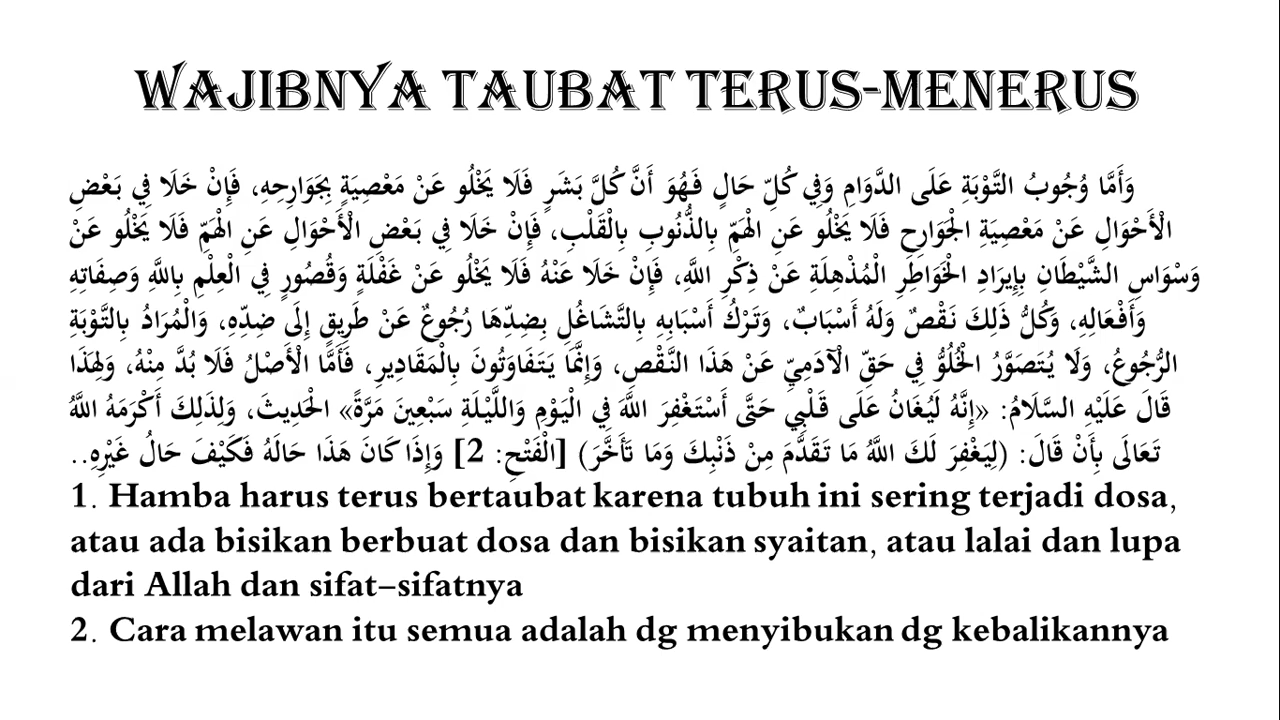 WAJIBNYA TAUBAT TERUS-MENERUS
وَأَمَّا وُجُوبُ التَّوْبَةِ عَلَى الدَّوَامِ وَفِي كُلِّ حَالٍ فَهُوَ أَنَّ كُلَّ بَشَرٍ فَلَا يَخْلُو عَنْ مَعْصِيَةٍ بِجَوَارِحِهِ، فَإِنْ خَلَا فِي بَعْضِ
الْأَحْوَالِ عَنْ مَعْصِيَةِ الْجَوَارِحِ فَلَا يَخْلُو عَنِ الْهَمِّ بِالذُّنُوبِ بِالْقَلْبِ، فَإِنْ خَلَا فِي بَعْضِ الْأَحْوَالِ عَنِ الْهَمِّ فَلَا يَخْلُو عَنْ
وَسْوَاسِ الشَّيْطَانِ بِإِيرَادِ الْخَوَاطِرِ الْمُذْهِلَةِ عَنْ ذِكْرِ اللَّهِ، فَإِنْ خَلَا عَنْهُ فَلَا يَخْلُو عَنْ غَفْلَةٍ وَقُصُورٍ فِي الْعِلْمِ بِاللَّهِ وَصِفَاتِهِ
وَأَفْعَالِهِ، وَكُلُّ ذَلِكَ نَقْصٌ وَلَهُ أَسْبَابٌ، وَتَرْكُ أَسْبَابِهِ بِالتَّشَاغُلِ بِضِدِّهَا رُجُوعٌ عَنْ طَرِيقٍ إِلَى ضِدِّهِ، وَالْمُرَادُ بِالتَّوْبَةِ
الرُّجُوعُ، وَلَا يُتَصَوَّرُ الْخُلُوُّ فِي حَقِّ الْآدَمِيِّ عَنْ هَذَا النَّقْصِ، وَإِنَّمَا يَتَفَاوَتُونَ بِالْمَقَادِيرِ، فَأَمَّا الْأَصْلُ فَلَا بُدَّ مِنْهُ، وَلِهَذَا
قَالَ عَلَيْهِ السَّلَامُ: «إِنَّهُ لَيُغَانُ عَلَى قَلْبِي حَتَّى أَسْتَغْفِرَ اللَّهَ فِي الْيَوْمِ وَاللَّيْلَةِ سَبْعِينَ مَرَّةً» الْحَدِيثَ، وَلِذَلِكَ أَكْرَمَهُ اللَّهُ
تَعَالَى بِأَنْ قَالَ: (لِيَغْفِرَ لَكَ اللَّهُ مَا تَقَدَّمَ مِنْ ذَنْبِكَ وَمَا تَأَخَّرَ) [الْفَتْحِ: 2] وَإِذَا كَانَ هَذَا حَالَهُ فَكَيْفَ حَالُ غَيْرِهِ..
1. Hamba harus terus bertaubat karena tubuh ini sering terjadi dosa,
atau ada bisikan berbuat dosa dan bisikan syaitan, atau lalai dan lupa
dari Allah dan sifat-sifatnya
2. Cara melawan itu semua adalah dg menyibukan dg kebalikannya